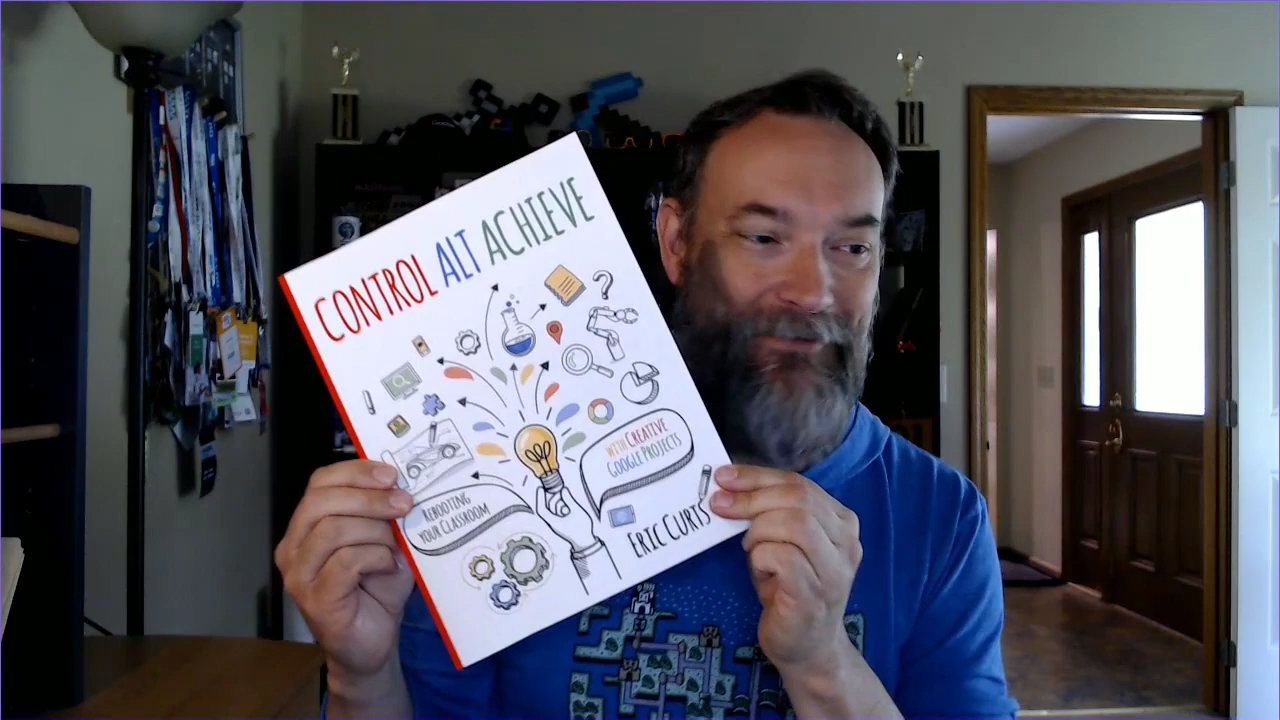 CONTROL ALT ACHIEVE
WITH CREATIVE
GOOGLE PROJECTS
REBOOTING
YOUR CLASSROOM
ERIC CURTS